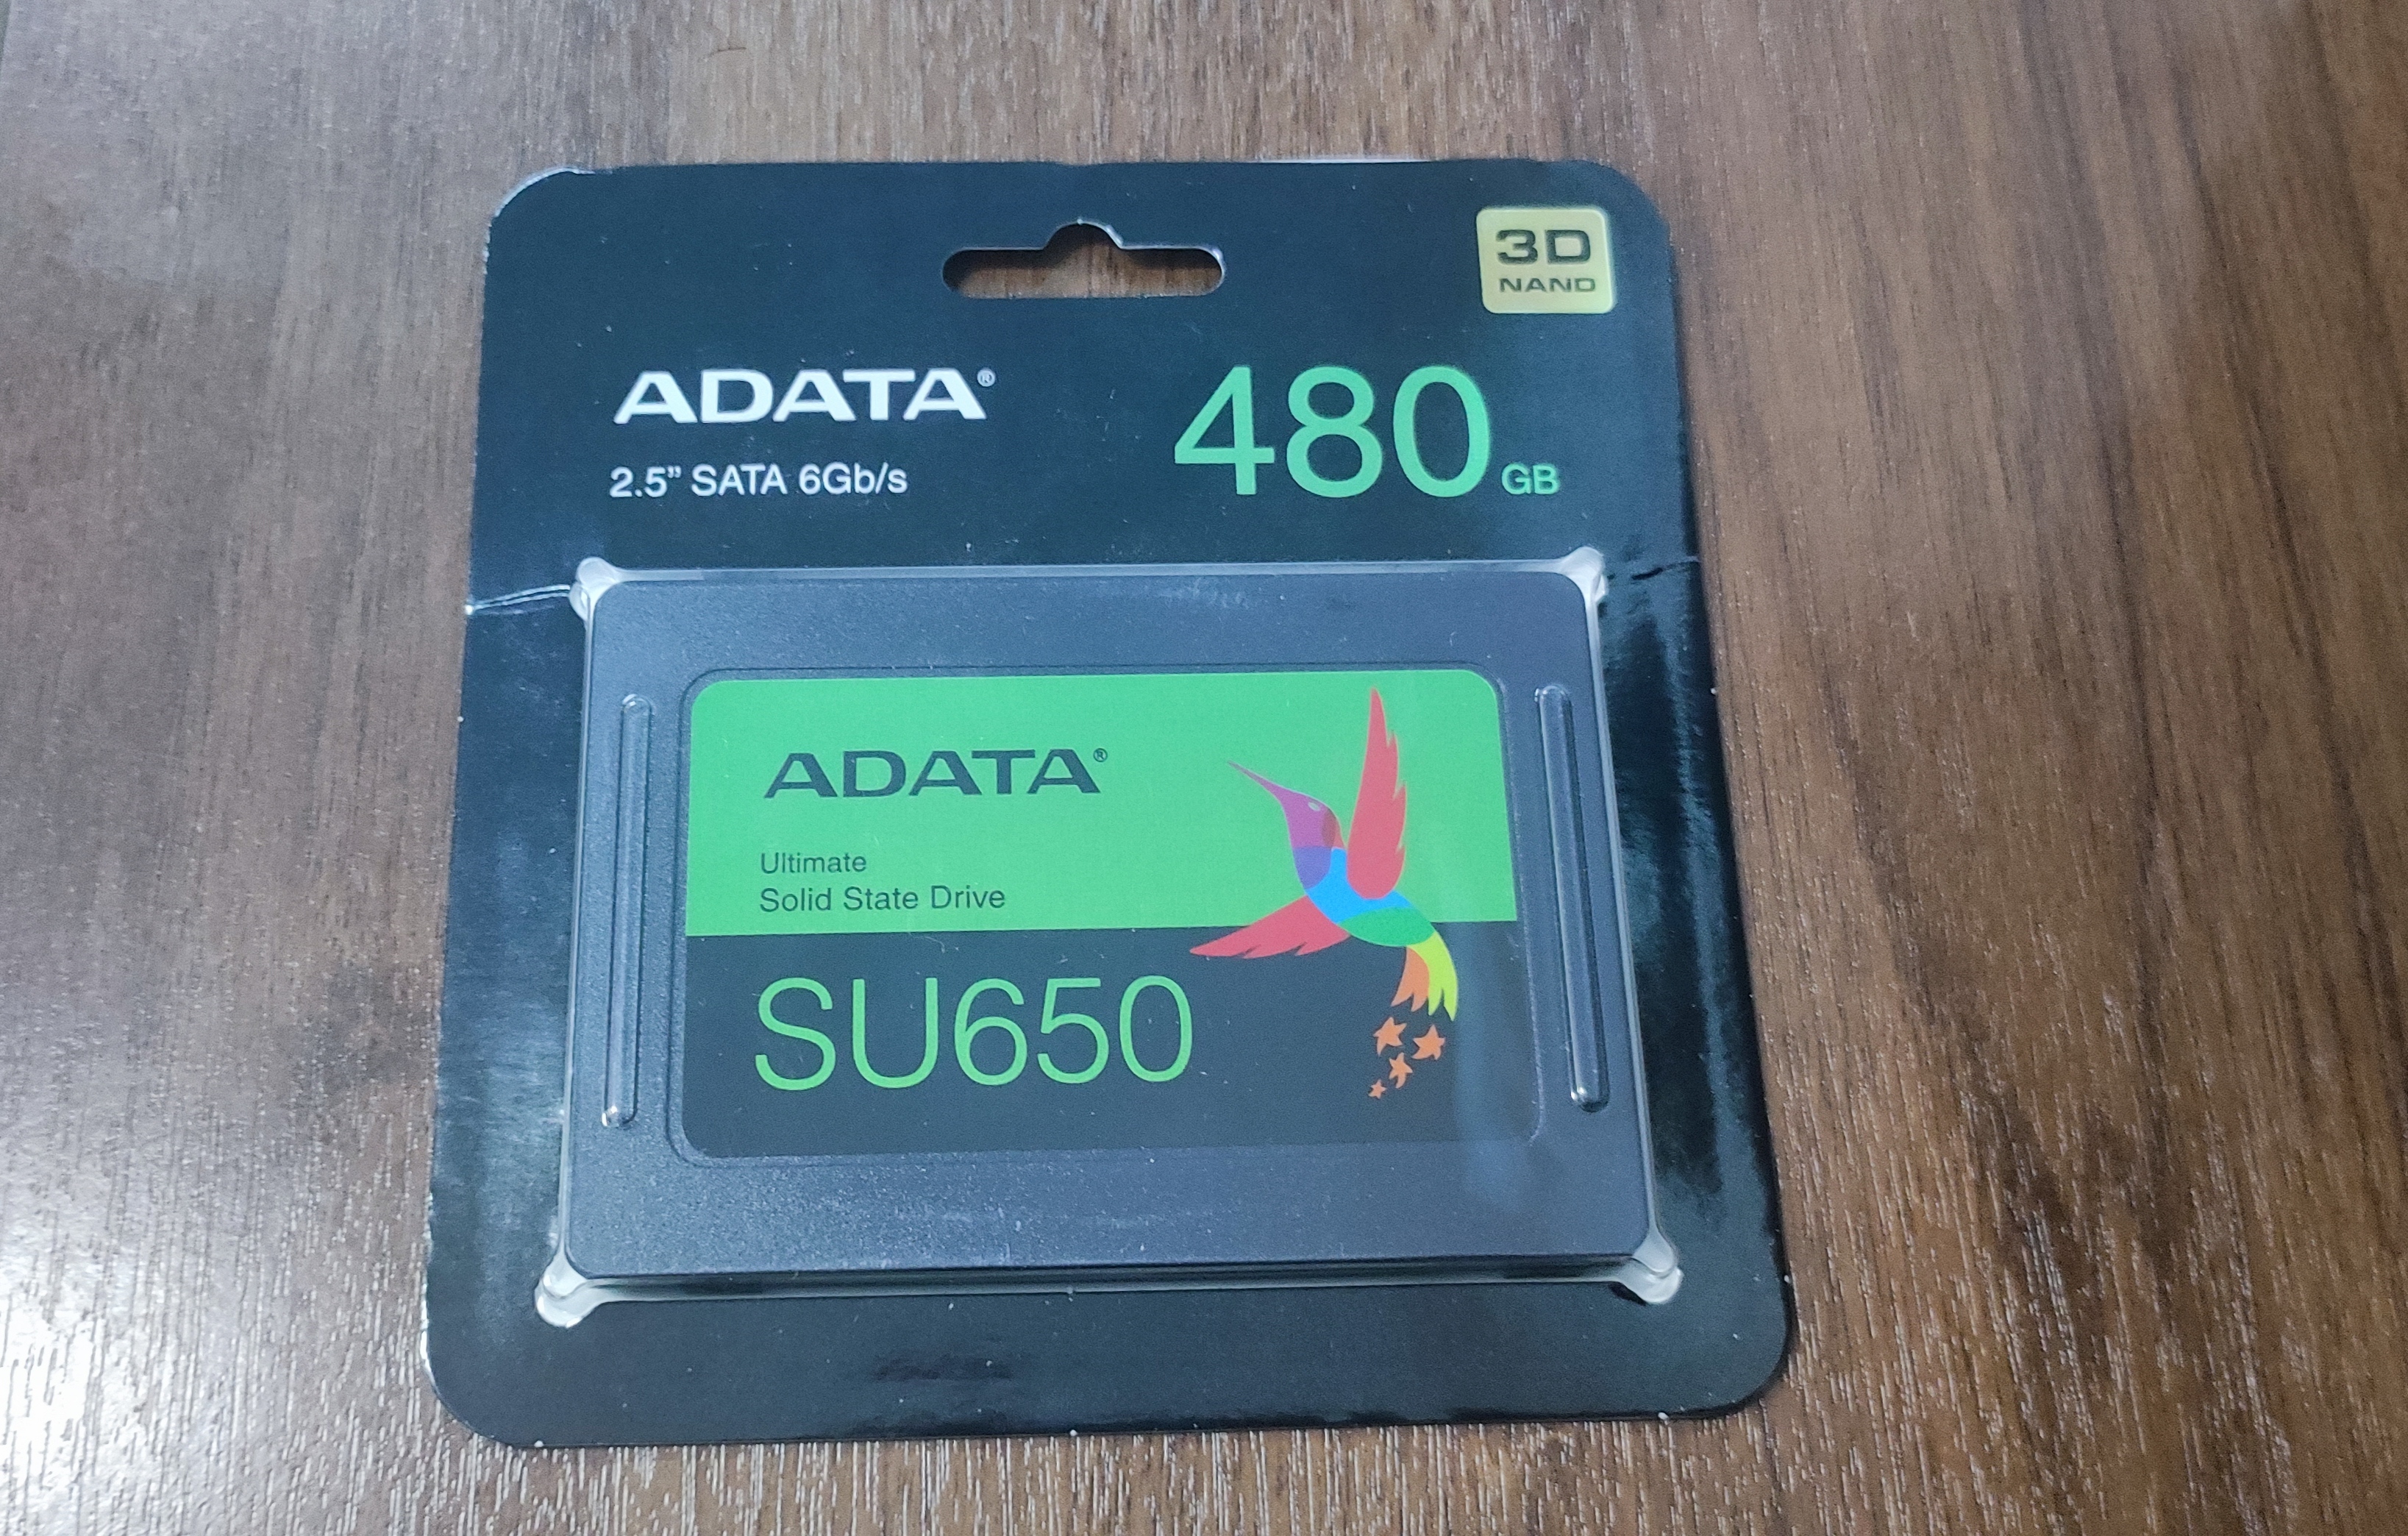 3D
NAND
ADATA®
480 GB
2.5” SATA 6Gb/s
ADATA®
Ultimate
Solid State Drive
SU650